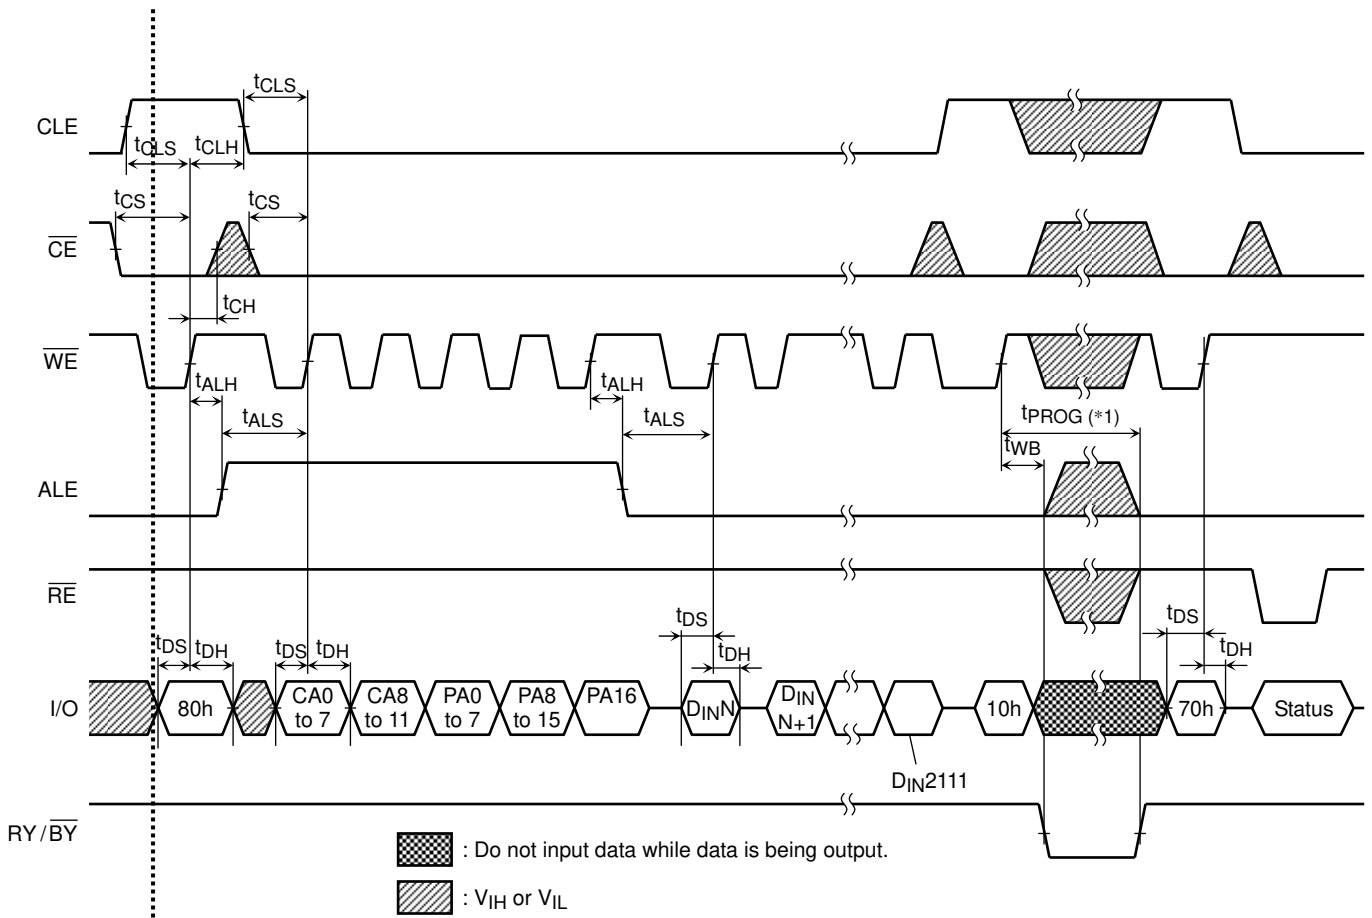 tCLS
CLE
tCLS tCLH
tCS tCS
CE
tCH
WE
tALH tALH
tALS tALS tPROG (*1)
tWB
ALE
RE
tDS tDH tDS tDH tDS tDH tDS tDH
I/O 80h CA0 to 7 CA8 to 11 PA0 to 7 PA8 to 15 PA16 DINN DIN N+1 10h 70h Status
DIN2111
RY/BY
: Do not input data while data is being output.
: VIH or VIL